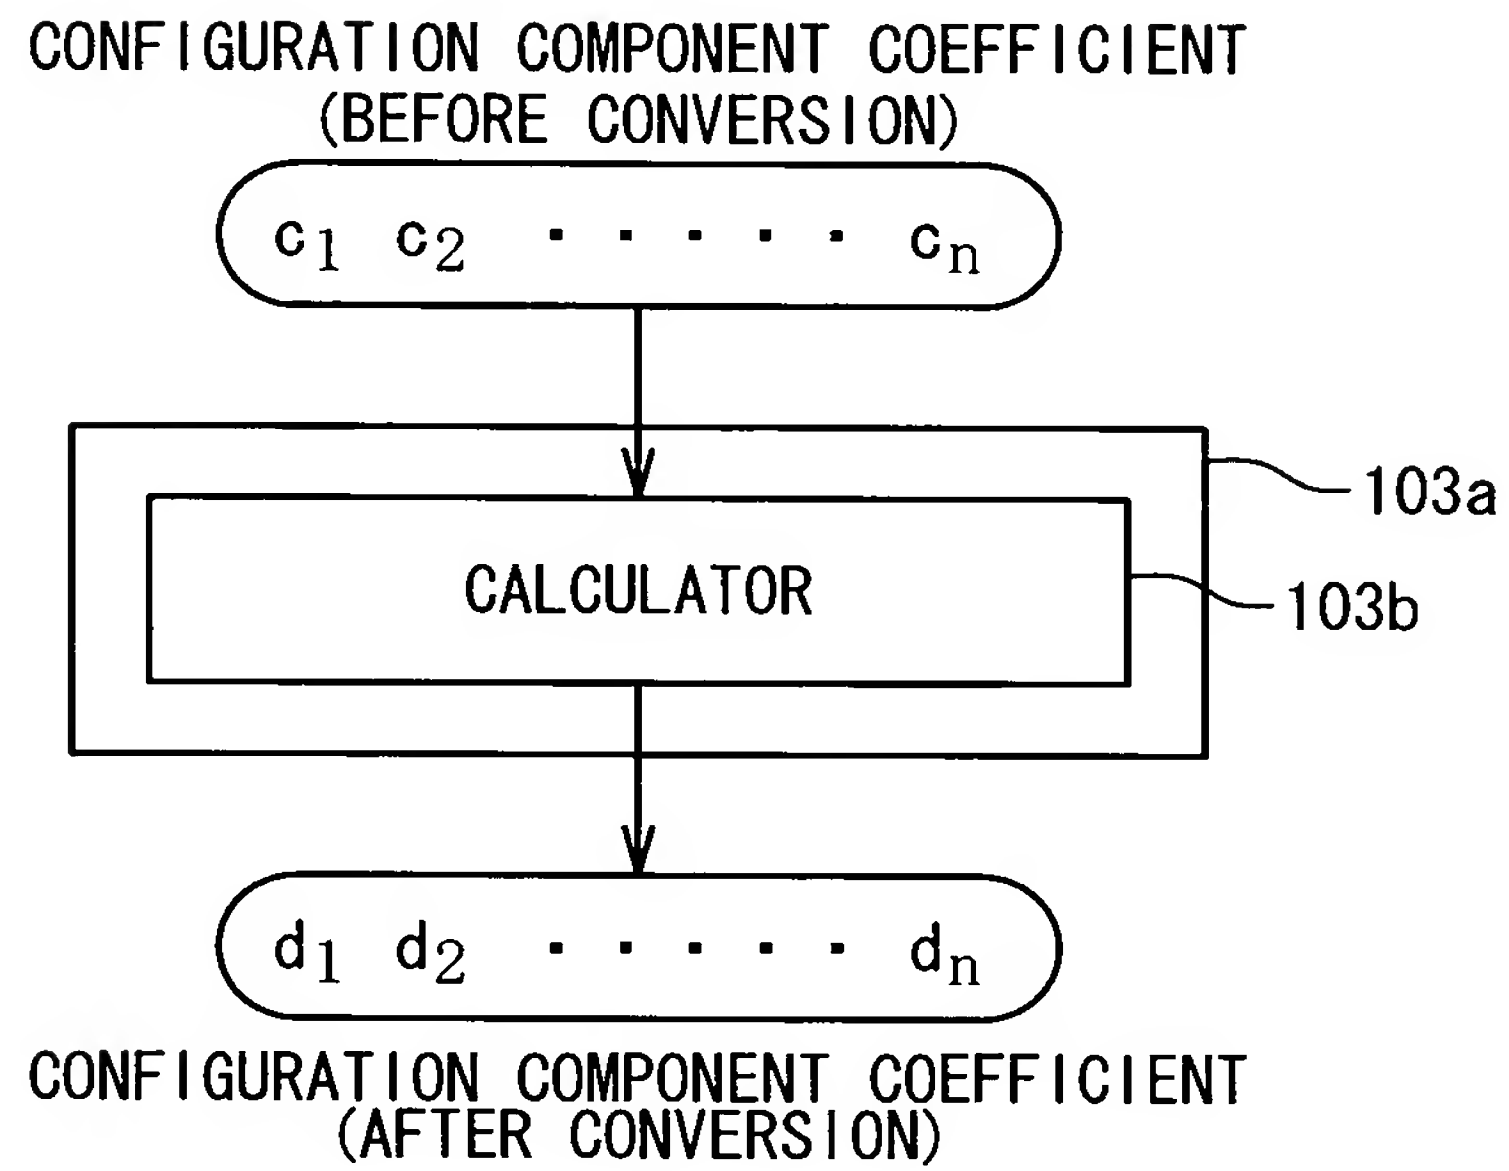 CONFIGURATION COMPONENT COEFFICIENT
(BEFORE CONVERSION)
c1 c2 · · · · · cn
103a
CALCULATOR
103b
d1 d2 · · · · · dn
CONFIGURATION COMPONENT COEFFICIENT
(AFTER CONVERSION)